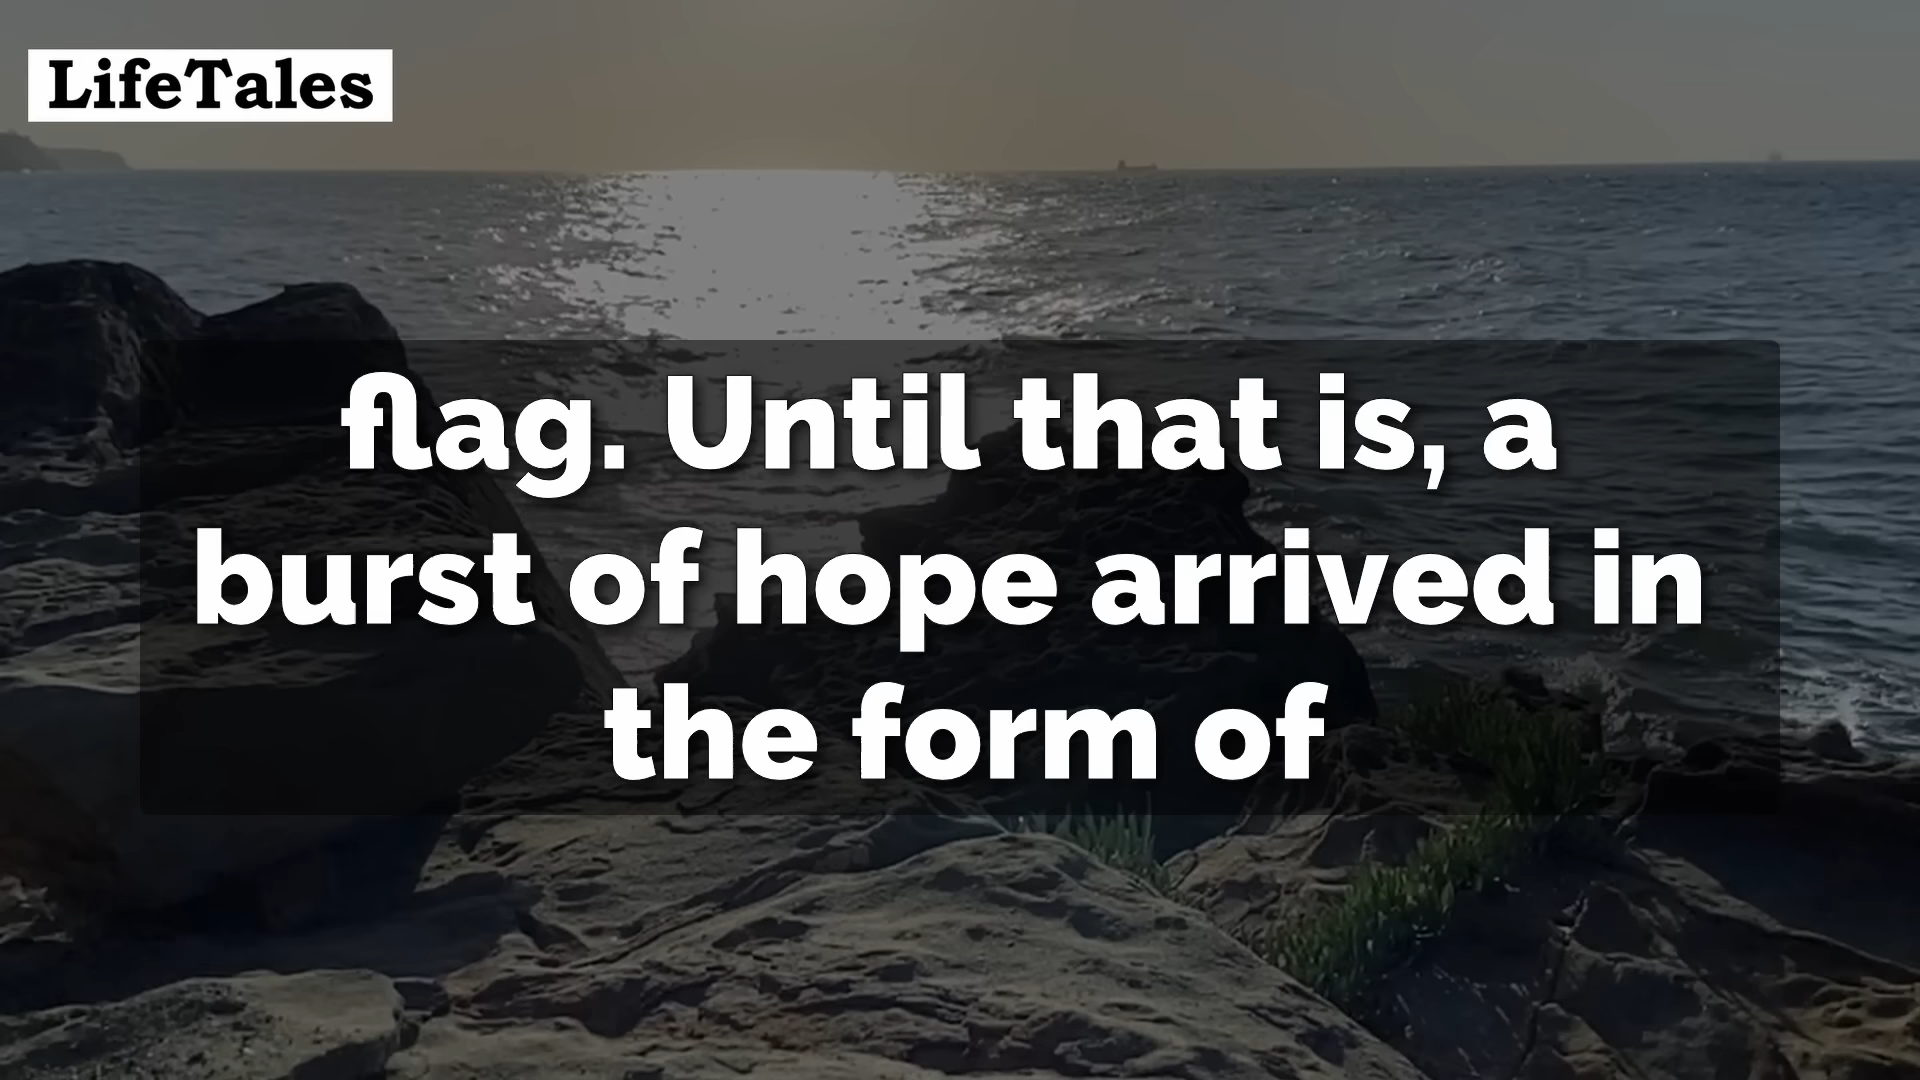 LifeTales
flag. Until that is, a
burst of hope arrived in
the form of